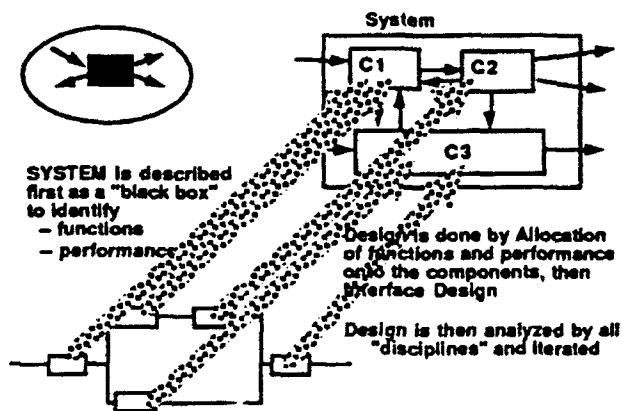 System
C1
C2
C3
SYSTEM is described
first as a "black box"
to identify
– functions
– performance
Design is done by Allocation
of functions and performance
onto the components, then
Interface Design
Design is then analyzed by all
"disciplines" and iterated